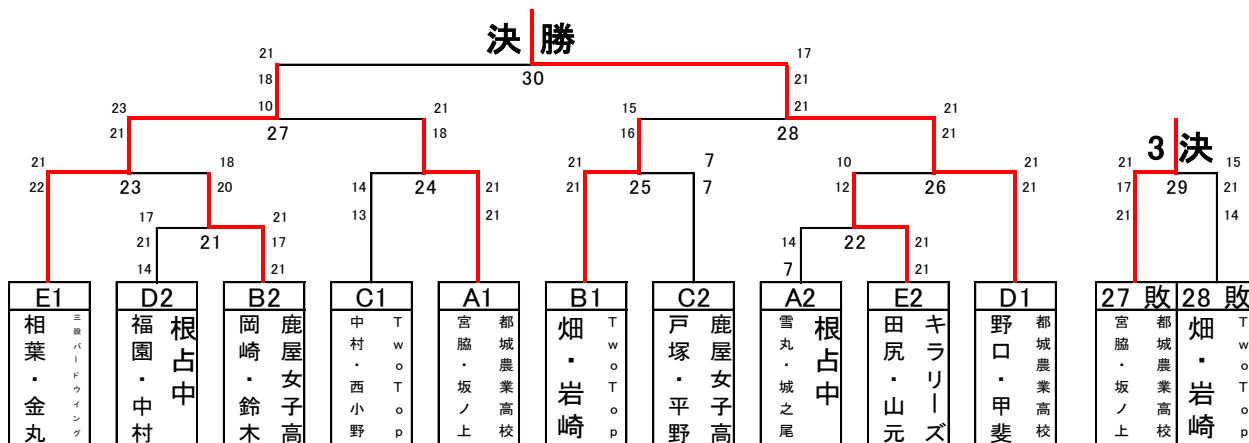 決 勝
21 17
30
18 21
10 21
23 21 15 21
27 28
21 18 16 21
21 18 7 10 21 3 決 21 15
23 24 25 26 29
22 20 14 21 21 7 12 21 17 21
13 21 21 14
17 21
21 22
21 17 14 21
14 21 7 21
E1 D2 B2 C1 A1 B1 C2 A2 E2 D1 27 敗 28 敗
相葉・金丸 三股バードウイング
福園・中村 根占中
岡崎・鈴木 鹿屋女子高
中村・西小野 TwoTop
宮脇・坂ノ上 都城農業高校
畑・岩崎 TwoTop
戸塚・平野 鹿屋女子高
雪丸・城之尾 根占中
田尻・山元 キラリーズ
野口・甲斐 都城農業高校
宮脇・坂ノ上 都城農業高校
畑・岩崎 TwoTop